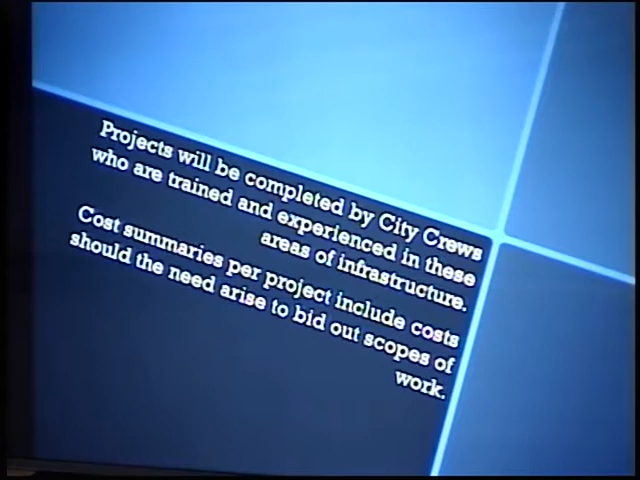 Projects will be completed by City Crews
who are trained and experienced in these
areas of infrastructure.
Cost summaries per project include costs
should the need arise to bid out scopes of
work.